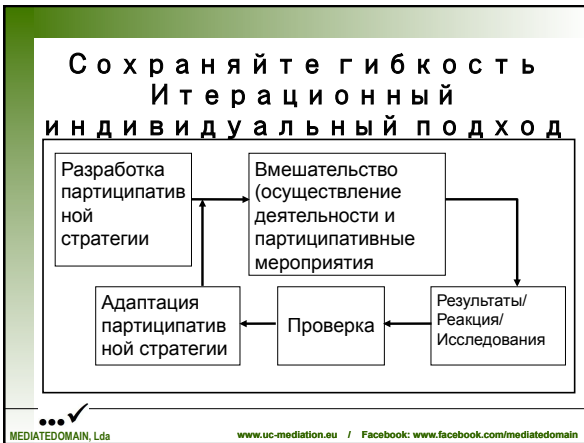 Сохраняйте гибкость
Итерационный
индивидуальный подход
Разработка
партиципатив
ной
стратегии
Вмешательство
(осуществление
деятельности и
партиципативные
мероприятия
Адаптация
партиципатив
ной стратегии
Проверка
Результаты/
Реакция/
Исследования
MEDIATEDOMAIN, Lda
www.uc-mediation.eu / Facebook: www.facebook.com/mediatedomain